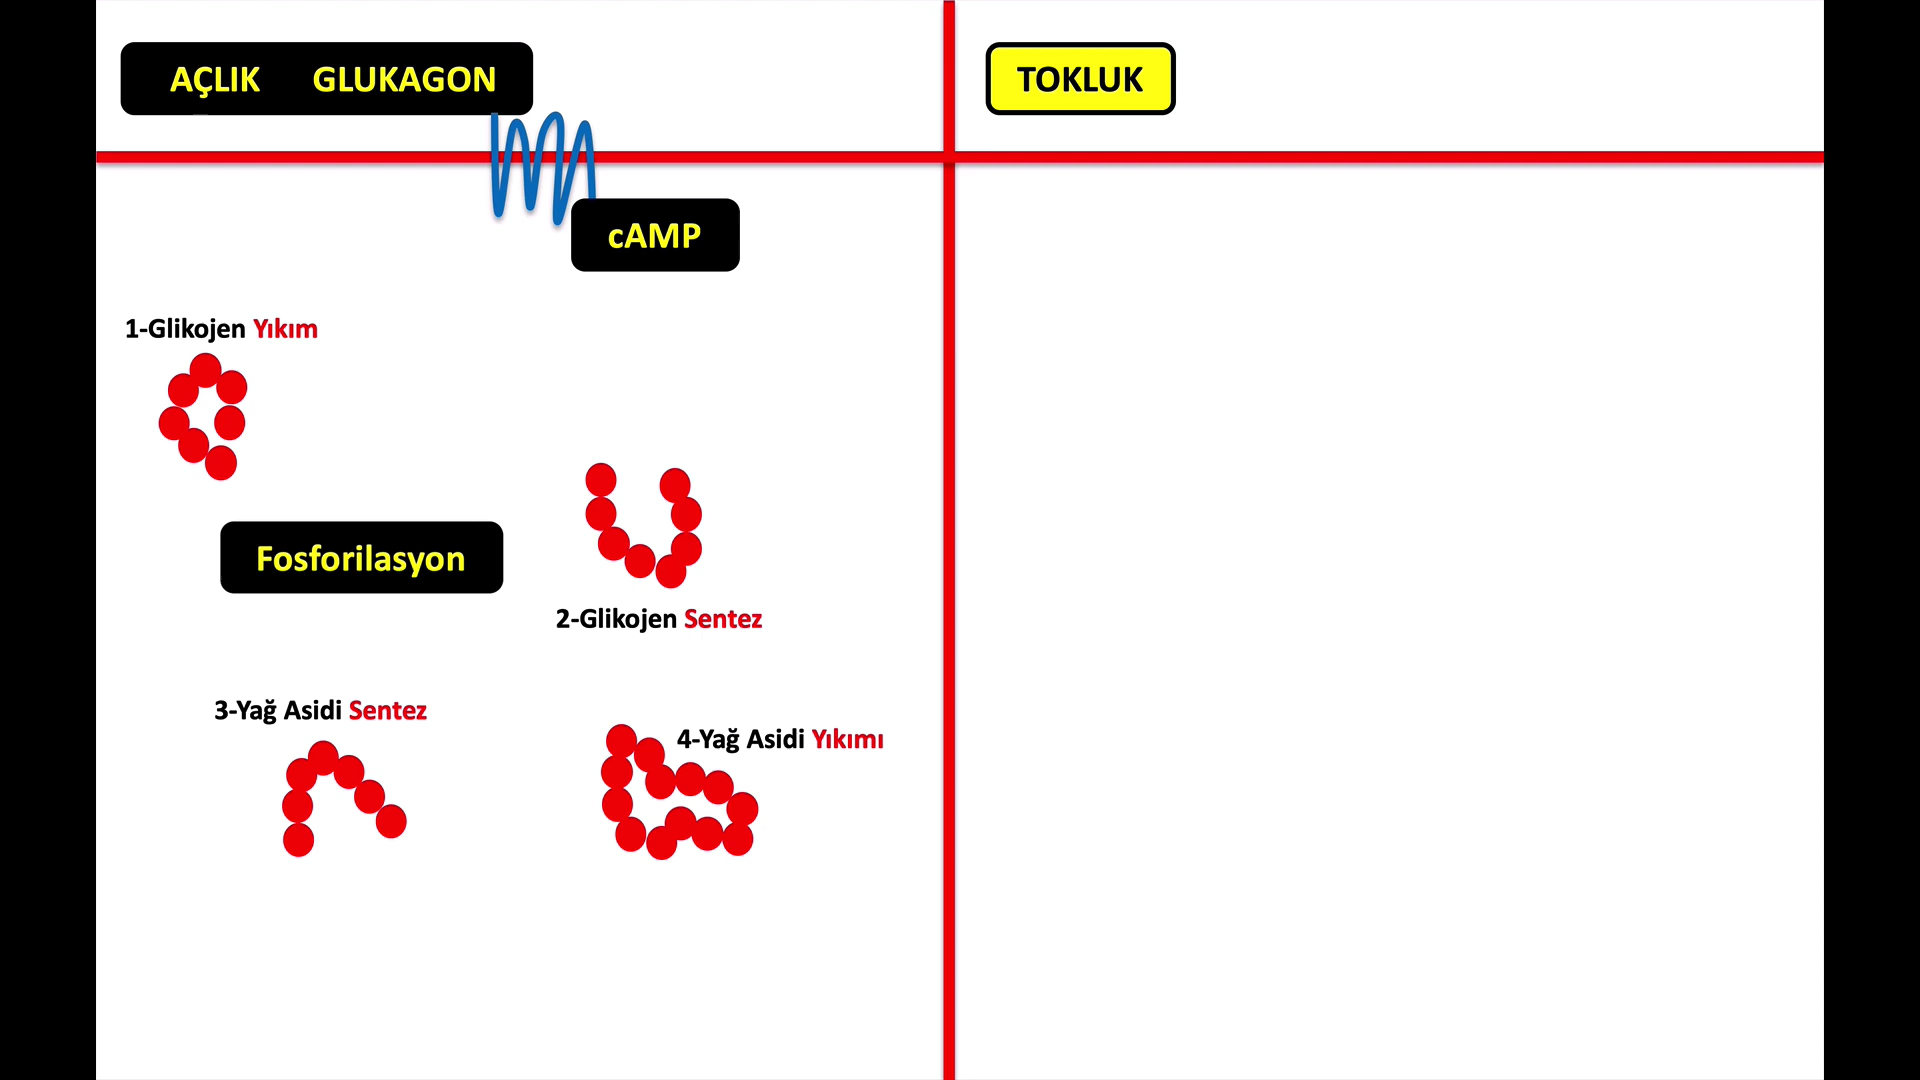 AÇLIK GLUKAGON
TOKLUK
cAMP
1-Glikojen Yıkım
Fosforilasyon
2-Glikojen Sentez
3-Yağ Asidi Sentez
4-Yağ Asidi Yıkımı